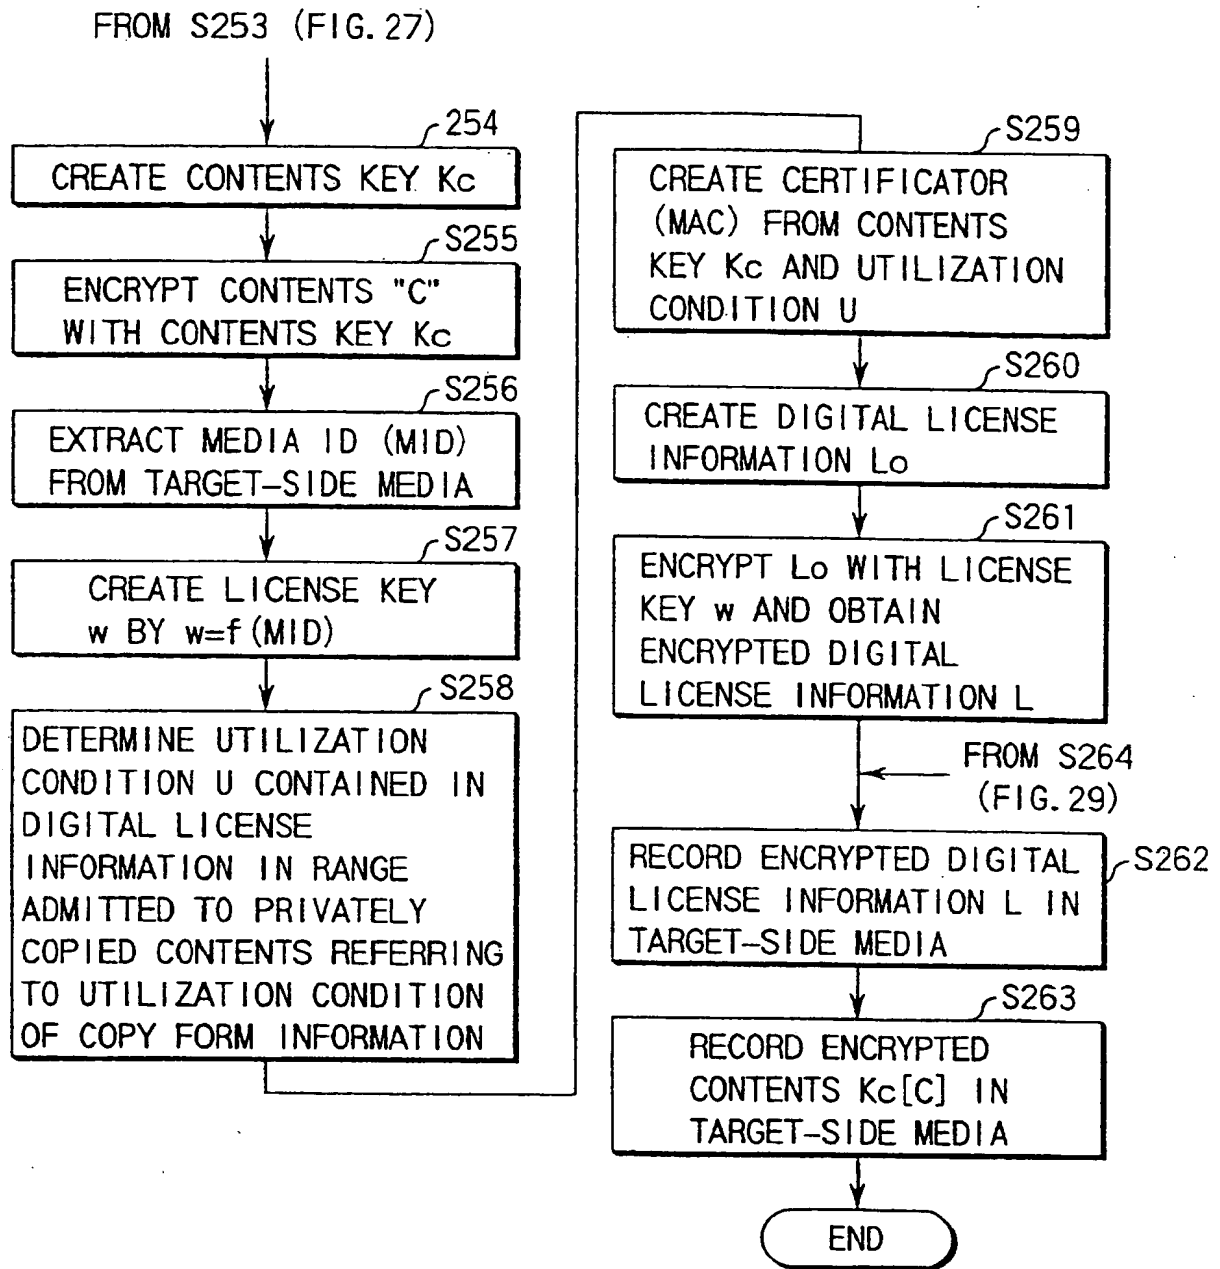 FROM S253 (FIG. 27)
254
CREATE CONTENTS KEY Kc
S255
ENCRYPT CONTENTS "C"
WITH CONTENTS KEY Kc
S256
EXTRACT MEDIA ID (MID)
FROM TARGET-SIDE MEDIA
S257
CREATE LICENSE KEY
w BY w=f(MID)
S258
DETERMINE UTILIZATION
CONDITION U CONTAINED IN
DIGITAL LICENSE
INFORMATION IN RANGE
ADMITTED TO PRIVATELY
COPIED CONTENTS REFERRING
TO UTILIZATION CONDITION
OF COPY FORM INFORMATION
S259
CREATE CERTIFICATOR
(MAC) FROM CONTENTS
KEY Kc AND UTILIZATION
CONDITION U
S260
CREATE DIGITAL LICENSE
INFORMATION Lo
S261
ENCRYPT Lo WITH LICENSE
KEY w AND OBTAIN
ENCRYPTED DIGITAL
LICENSE INFORMATION L
FROM S264
(FIG. 29)
RECORD ENCRYPTED DIGITAL
LICENSE INFORMATION L IN
TARGET-SIDE MEDIA
S262
S263
RECORD ENCRYPTED
CONTENTS Kc[C] IN
TARGET-SIDE MEDIA
END